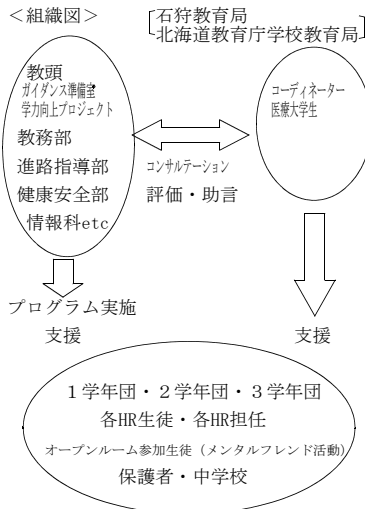 ＜組織図＞
石狩教育局
北海道教育庁学校教育局
教頭
ガイダンス準備室
学力向上プロジェクト
教務部
進路指導部
健康安全部
情報科etc
コーディネーター
医療大学生
コンサルテーション
評価・助言
プログラム実施
支援
支援
１学年団・２学年団・３学年団
各HR生徒・各HR担任
オープンルーム参加生徒（メンタルフレンド活動）
保護者・中学校